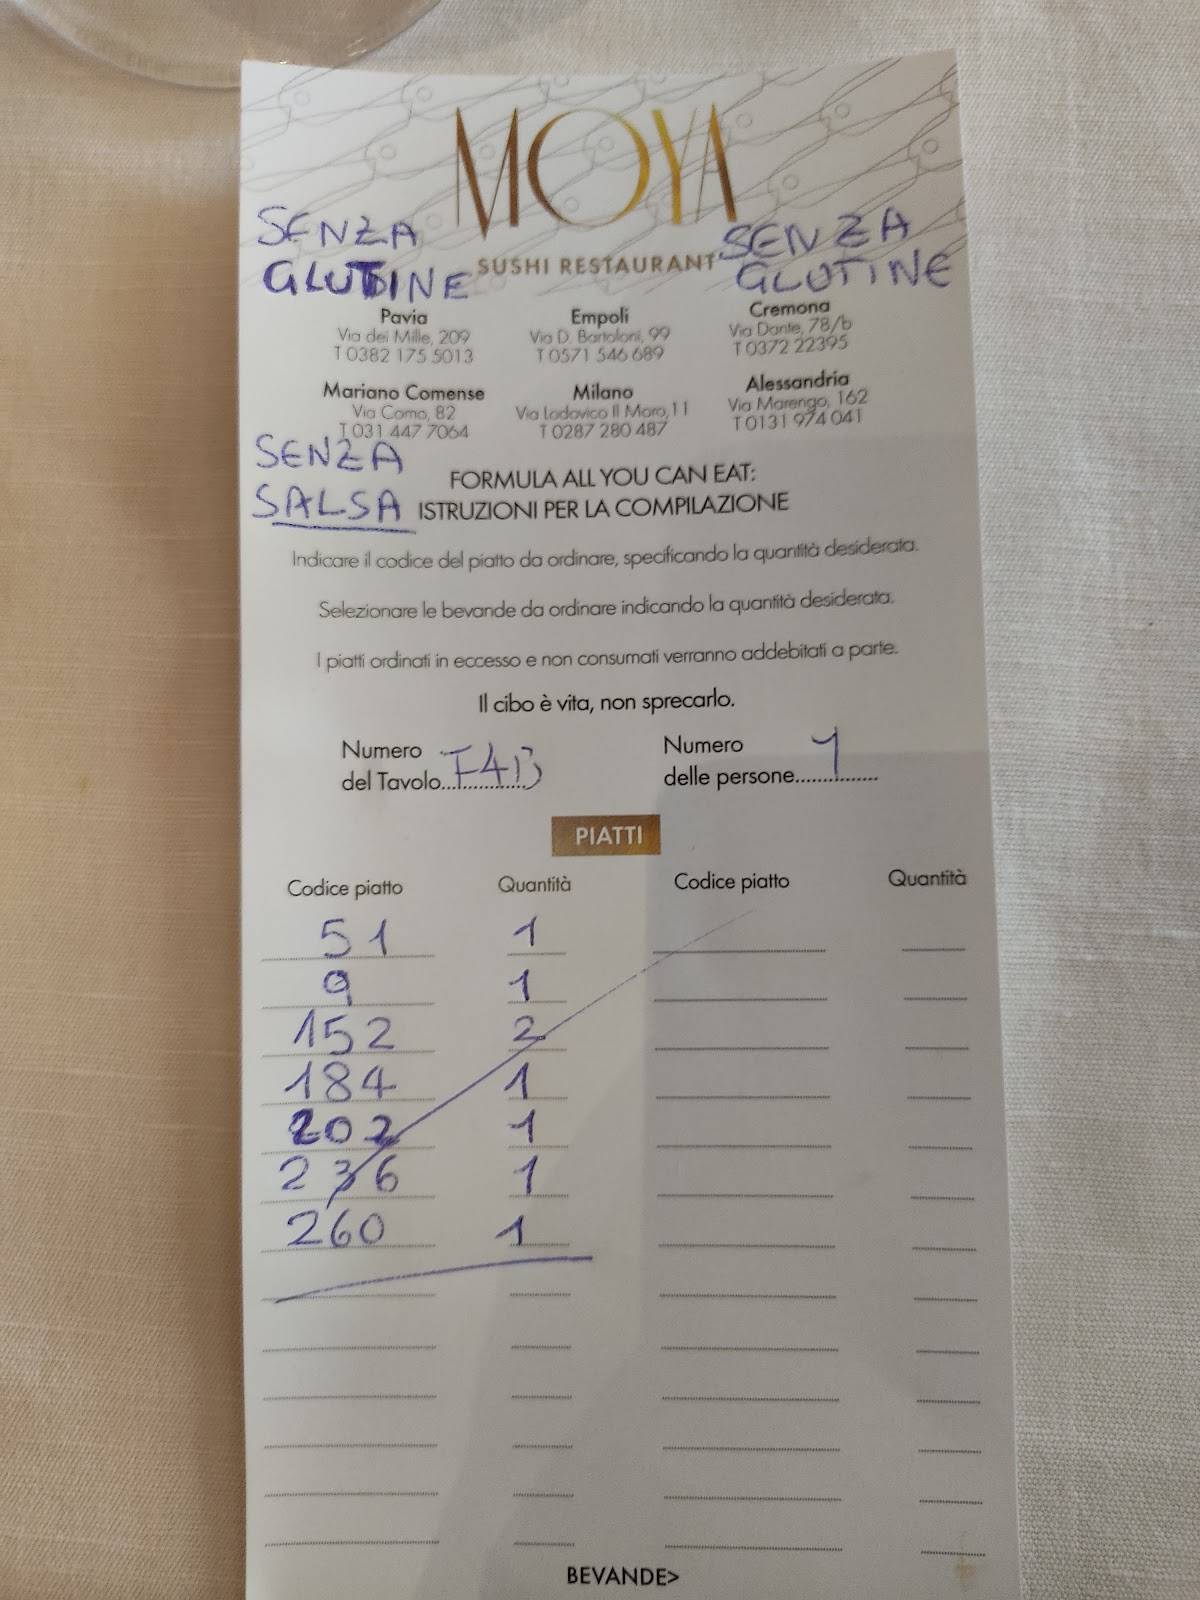 MOYA
SENZA GLUTINE
SUSHI RESTAURANT
SENZA GLUTINE
Pavia
Via dei Mille, 209
T 0382 175 5013
Empoli
Via D. Bartoloni, 99
T 0571 546 689
Cremona
Via Dante, 78/b
T 0372 22395
Mariano Comense
Via Como, 82
T 031 447 7064
Milano
Via Lodovico Il Moro,11
T 0287 280 487
Alessandria
Via Marengo, 162
T 0131 974 041
SENZA
SALSA
FORMULA ALL YOU CAN EAT:
ISTRUZIONI PER LA COMPILAZIONE
Indicare il codice del piatto da ordinare, specificando la quantità desiderata.
Selezionare le bevande da ordinare indicando la quantità desiderata.
I piatti ordinati in eccesso e non consumati verranno addebitati a parte.
Il cibo è vita, non sprecarlo.
Numero
del Tavolo
Numero
delle persone 1
PIATTI
Codice piatto Quantità Codice piatto Quantità
51 1
9 1
152 2
184 1
202 1
236 1
260 1
BEVANDE>